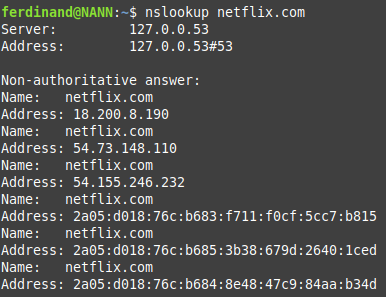 ferdinand@NANN:~$ nslookup netflix.com
Server:         127.0.0.53
Address:        127.0.0.53#53

Non-authoritative answer:
Name:   netflix.com
Address: 18.200.8.190
Name:   netflix.com
Address: 54.73.148.110
Name:   netflix.com
Address: 54.155.246.232
Name:   netflix.com
Address: 2a05:d018:76c:b683:f711:f0cf:5cc7:b815
Name:   netflix.com
Address: 2a05:d018:76c:b685:3b38:679d:2640:1ced
Name:   netflix.com
Address: 2a05:d018:76c:b684:8e48:47c9:84aa:b34d